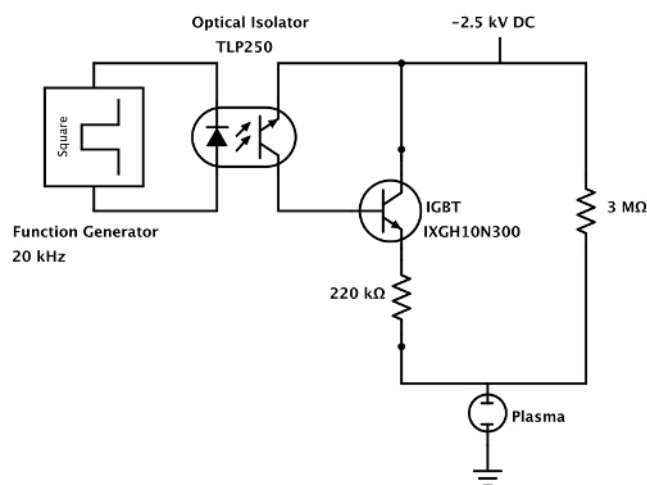 Optical Isolator
TLP250
−2.5 kV DC
Square
Function Generator
20 kHz
IGBT
IXGH10N300
3 MΩ
220 kΩ
Plasma